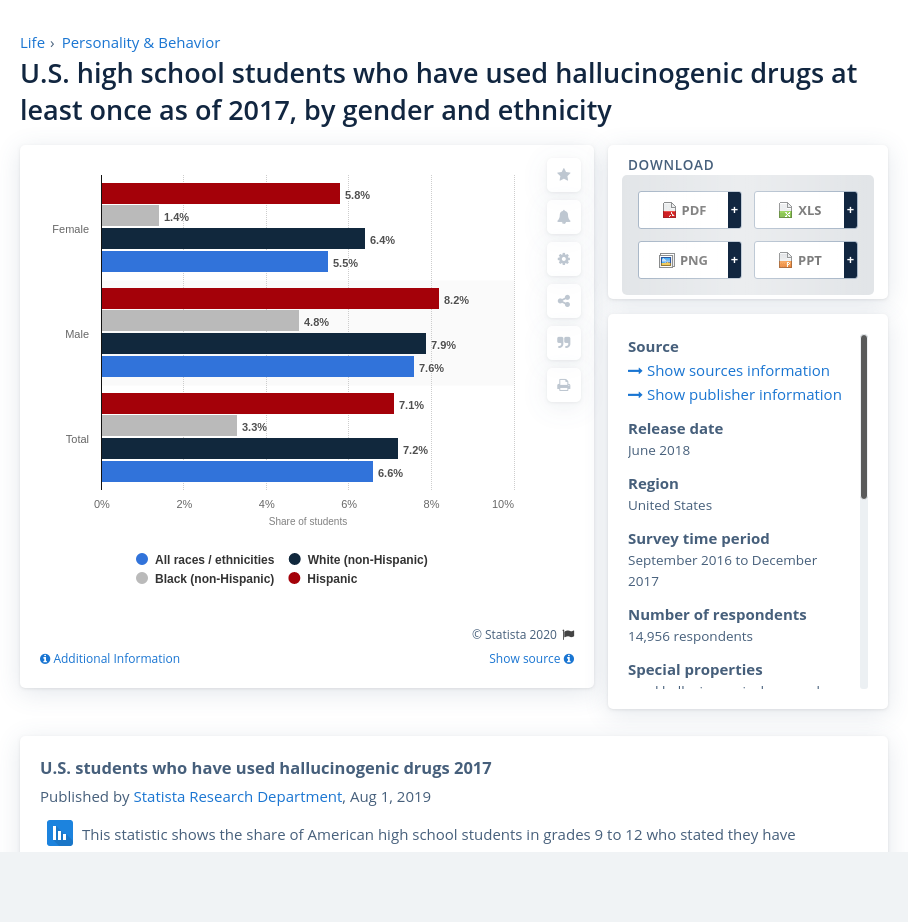 Life › Personality & Behavior
U.S. high school students who have used hallucinogenic drugs at
least once as of 2017, by gender and ethnicity
5.8%
1.4%
Female
6.4%
5.5%
8.2%
4.8%
Male
7.9%
7.6%
7.1%
3.3%
Total
7.2%
6.6%
0% 2% 4% 6% 8% 10%
Share of students
All races / ethnicities White (non-Hispanic)
Black (non-Hispanic) Hispanic
© Statista 2020
Additional Information Show source
DOWNLOAD
PDF + XLS +
PNG + PPT +
Source
Show sources information
Show publisher information
Release date
June 2018
Region
United States
Survey time period
September 2016 to December
2017
Number of respondents
14,956 respondents
Special properties
U.S. students who have used hallucinogenic drugs 2017
Published by Statista Research Department, Aug 1, 2019
This statistic shows the share of American high school students in grades 9 to 12 who stated they have